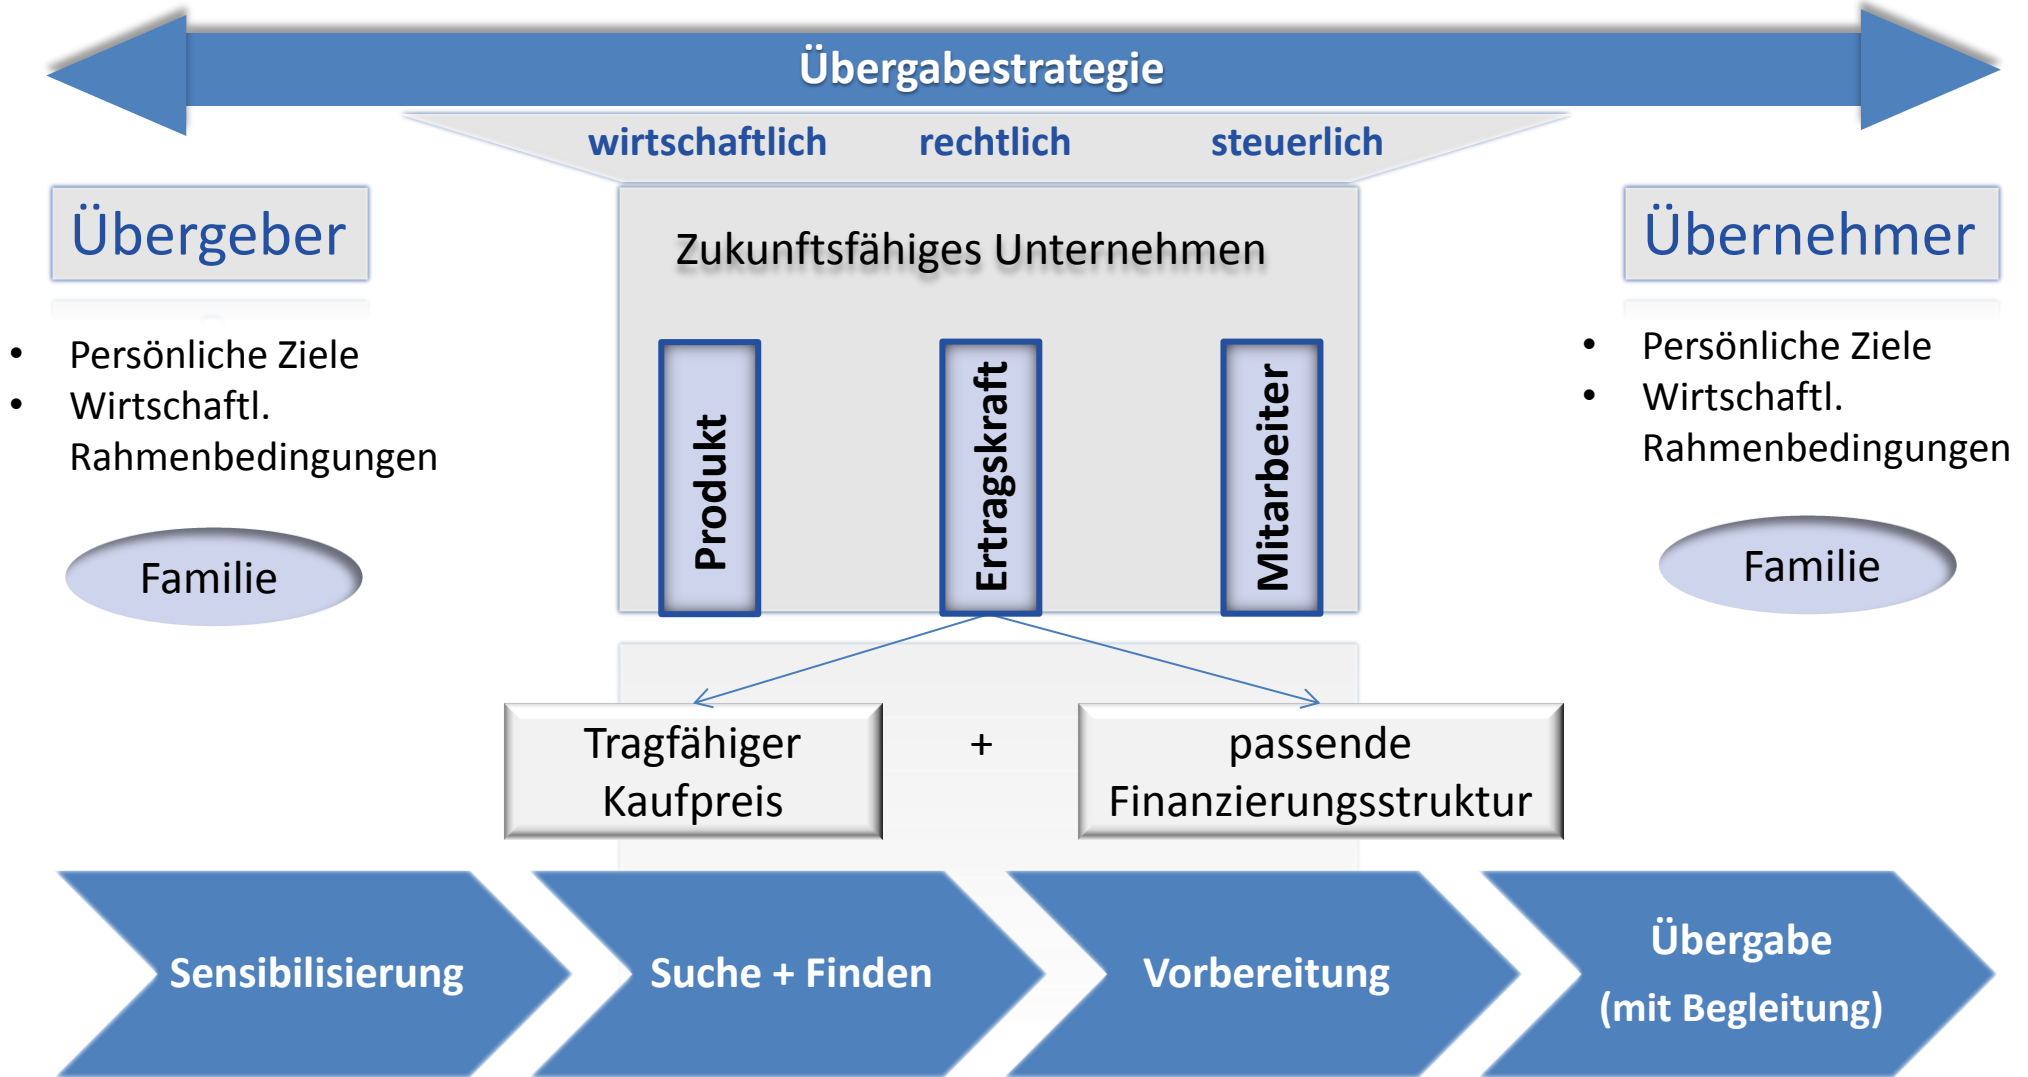 Übergabestrategie
wirtschaftlich rechtlich steuerlich
Übergeber
• Persönliche Ziele
• Wirtschaftl.
Rahmenbedingungen
Familie
Zukunftsfähiges Unternehmen
Produkt
Ertragskraft
Mitarbeiter
Übernehmer
• Persönliche Ziele
• Wirtschaftl.
Rahmenbedingungen
Familie
Tragfähiger
Kaufpreis
+
passende
Finanzierungsstruktur
Sensibilisierung
Suche + Finden
Vorbereitung
Übergabe
(mit Begleitung)